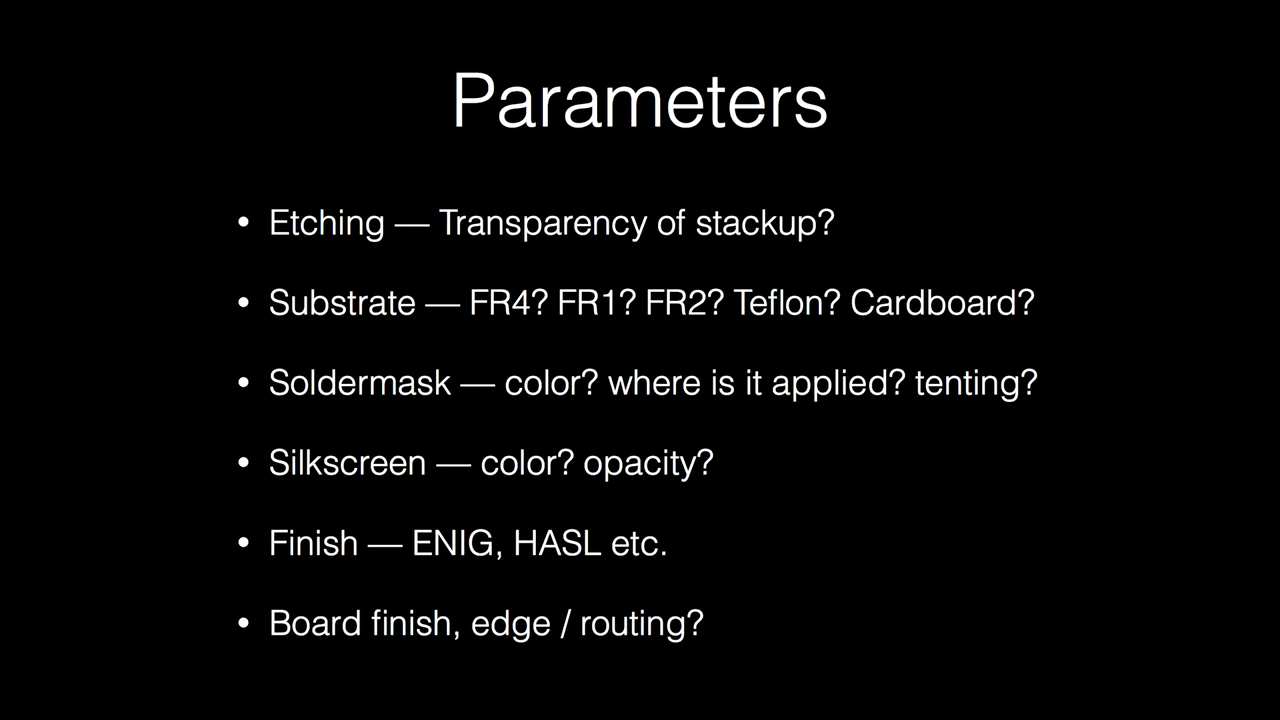 Parameters
• Etching — Transparency of stackup?
• Substrate — FR4? FR1? FR2? Teflon? Cardboard?
• Soldermask — color? where is it applied? tenting?
• Silkscreen — color? opacity?
• Finish — ENIG, HASL etc.
• Board finish, edge / routing?